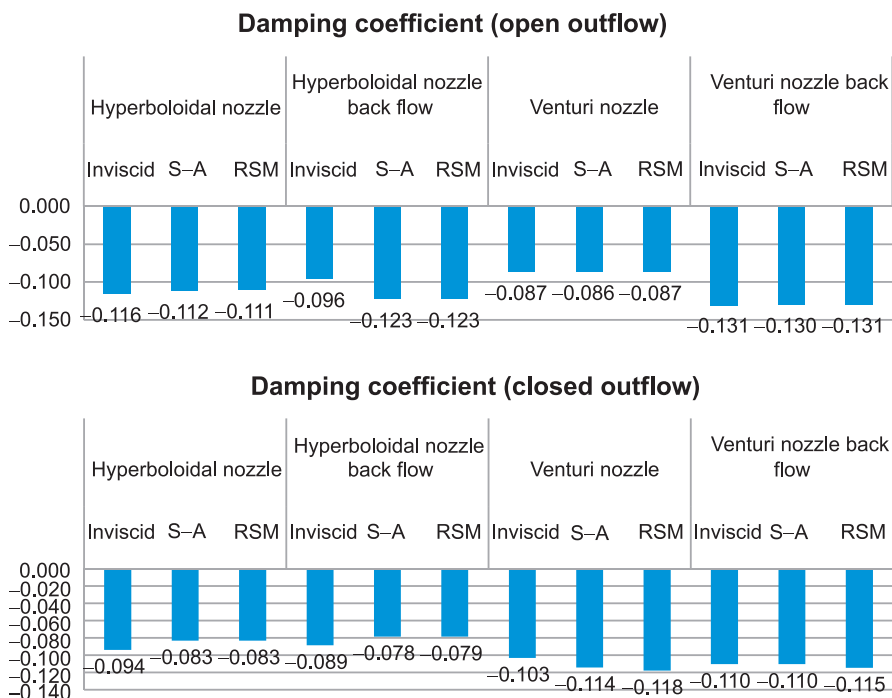 Damping coefficient (open outflow)
Hyperboloidal nozzle
Hyperboloidal nozzle
back flow
Venturi nozzle
Venturi nozzle back
flow
Inviscid S–A RSM Inviscid S–A RSM Inviscid S–A RSM Inviscid S–A RSM
0.000
–0.050
–0.100
–0.150
–0.116 –0.112 –0.111 –0.096 –0.123 –0.123 –0.087 –0.086 –0.087 –0.131 –0.130 –0.131
Damping coefficient (closed outflow)
Hyperboloidal nozzle
Hyperboloidal nozzle
back flow
Venturi nozzle
Venturi nozzle back
flow
Inviscid S–A RSM Inviscid S–A RSM Inviscid S–A RSM Inviscid S–A RSM
0.000
–0.020
–0.040
–0.060
–0.080
–0.100
–0.120
–0.140
–0.094 –0.083 –0.083 –0.089 –0.078 –0.079 –0.103 –0.114 –0.118 –0.110 –0.110 –0.115